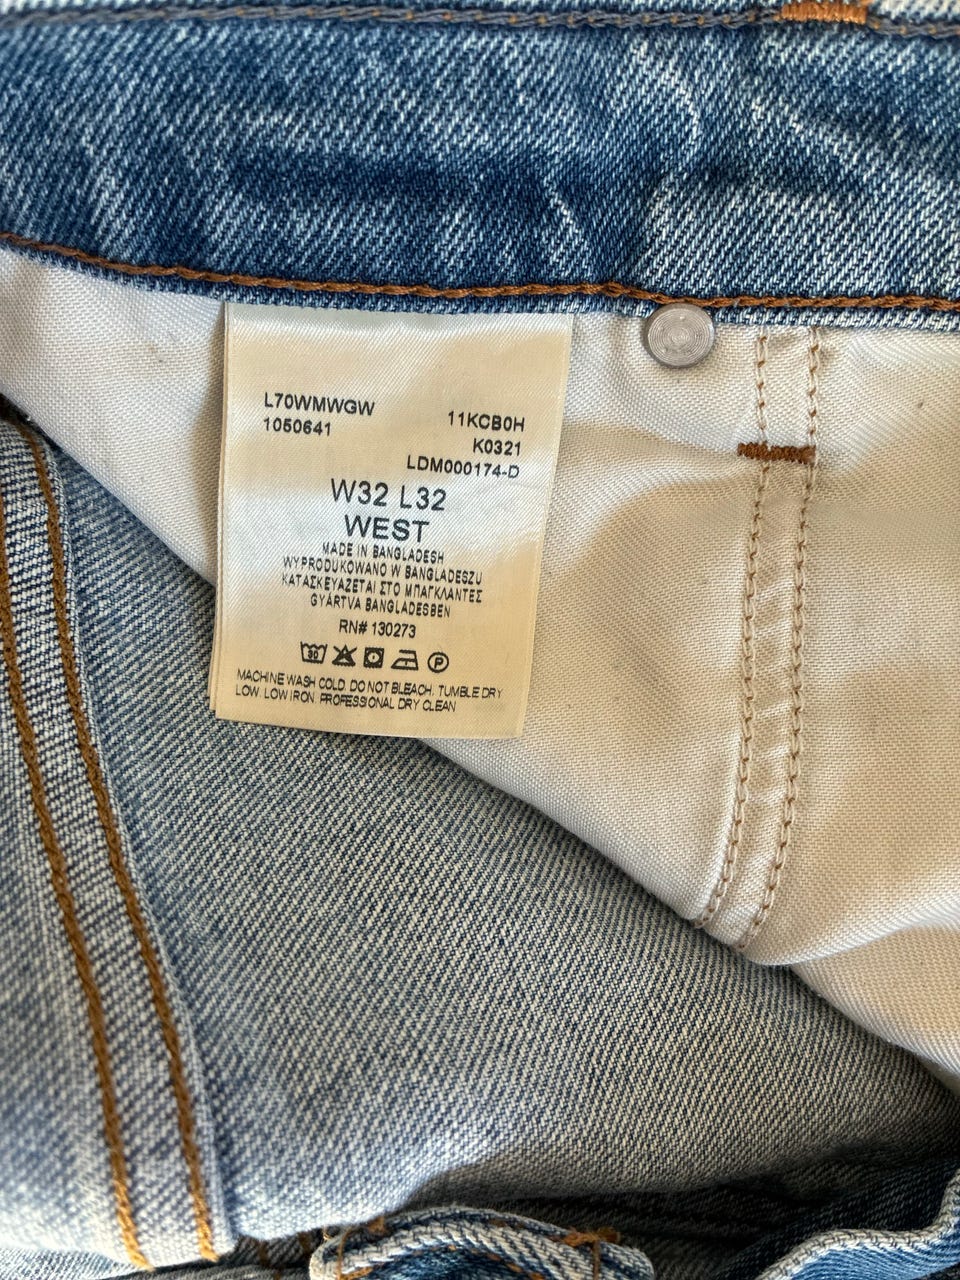 L70WMWGW
1050641
11KCB0H
K0321
LDM000174-D
W32 L32
WEST
MADE IN BANGLADESH
WYPRODUKOWANO W BANGLADESZU
ΚΑΤΑΣΚΕΥΑΖΕΤΑΙ ΣΤΟ ΜΠΑΓΚΛΑΝΤΕΣ
GYÁRTVA BANGLADESBEN
RN# 130273
30 P
MACHINE WASH COLD. DO NOT BLEACH. TUMBLE DRY
LOW. LOW IRON. PROFESSIONAL DRY CLEAN